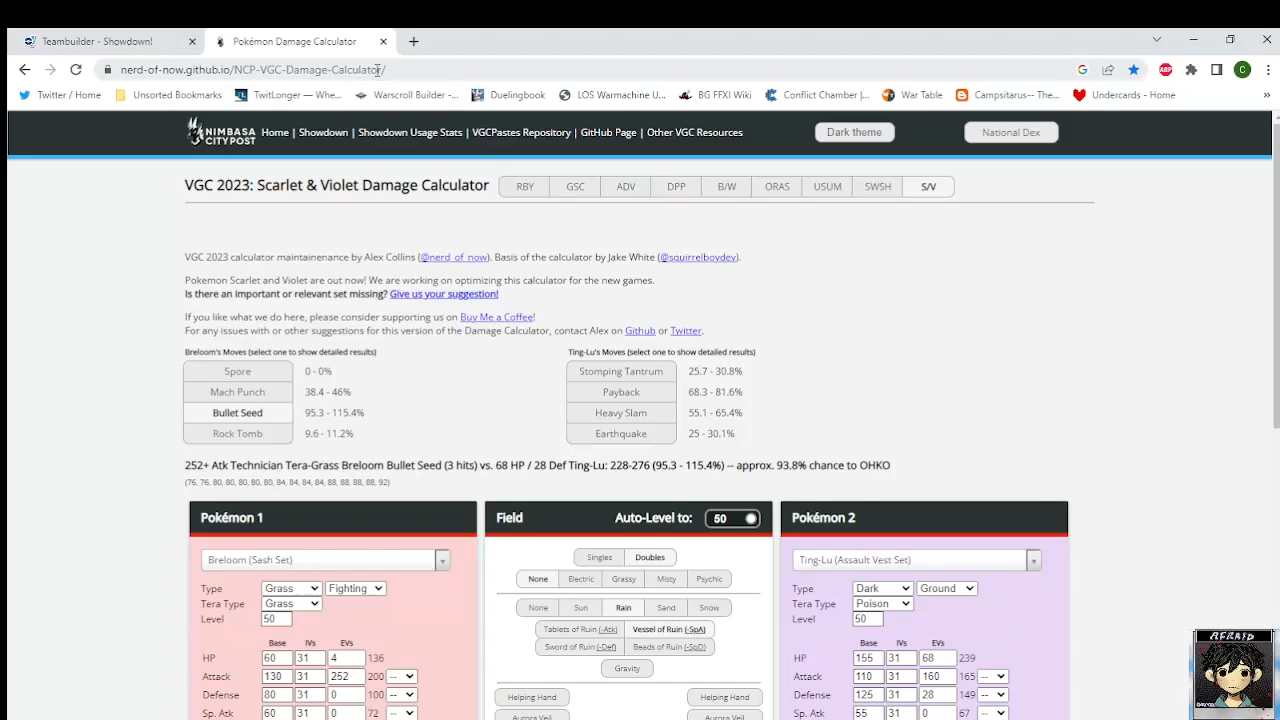 Teambuilder - Showdown!
Pokémon Damage Calculator
nerd-of-now.github.io/NCP-VGC-Damage-Calculator/
Twitter / Home
Unsorted Bookmarks
TwitLonger — Whe...
Warscroll Builder -...
Duelingbook
LOS Warmachine U...
BG FFXI Wiki
Conflict Chamber |...
War Table
Campsitarus-- The...
Undercards - Home
»
NIMBASA
CITY POST
Home | Showdown | Showdown Usage Stats | VGCPastes Repository | GitHub Page | Other VGC Resources
Dark theme
National Dex
VGC 2023: Scarlet & Violet Damage Calculator
RBY GSC ADV DPP B/W ORAS USUM SWSH S/V
VGC 2023 calculator maintainenance by Alex Collins (@nerd_of_now). Basis of the calculator by Jake White (@squirrelboydev).
Pokemon Scarlet and Violet are out now! We are working on optimizing this calculator for the new games.
Is there an important or relevant set missing? Give us your suggestion!
If you like what we do here, please consider supporting us on Buy Me a Coffee!
For any issues with or other suggestions for this version of the Damage Calculator, contact Alex on Github or Twitter.
Breloom's Moves (select one to show detailed results)
Spore 0 - 0%
Mach Punch 38.4 - 46%
Bullet Seed 95.3 - 115.4%
Rock Tomb 9.6 - 11.2%
Ting-Lu's Moves (select one to show detailed results)
Stomping Tantrum 25.7 - 30.8%
Payback 68.3 - 81.6%
Heavy Slam 55.1 - 65.4%
Earthquake 25 - 30.1%
252+ Atk Technician Tera-Grass Breloom Bullet Seed (3 hits) vs. 68 HP / 28 Def Ting-Lu: 228-276 (95.3 - 115.4%) -- approx. 93.8% chance to OHKO
(76, 76, 80, 80, 80, 80, 80, 84, 84, 84, 84, 88, 88, 88, 88, 92)
Pokémon 1
Breloom (Sash Set)
Type Grass Fighting
Tera Type Grass
Level 50
Base IVs EVs
HP 60 31 4 136
Attack 130 31 252 200 --
Defense 80 31 0 100 --
Sp. Atk 60 31 0 72 --
Field Auto-Level to: 50
Singles Doubles
None Electric Grassy Misty Psychic
None Sun Rain Sand Snow
Tablets of Ruin (-Atk) Vessel of Ruin (-SpA)
Sword of Ruin (-Def) Beads of Ruin (-SpD)
Gravity
Helping Hand Helping Hand
Aurora Veil Aurora Veil
Pokémon 2
Ting-Lu (Assault Vest Set)
Type Dark Ground
Tera Type Poison
Level 50
Base IVs EVs
HP 155 31 68 239
Attack 110 31 160 165 --
Defense 125 31 28 149 --
Sp. Atk 55 31 0 67 --
AFRAID